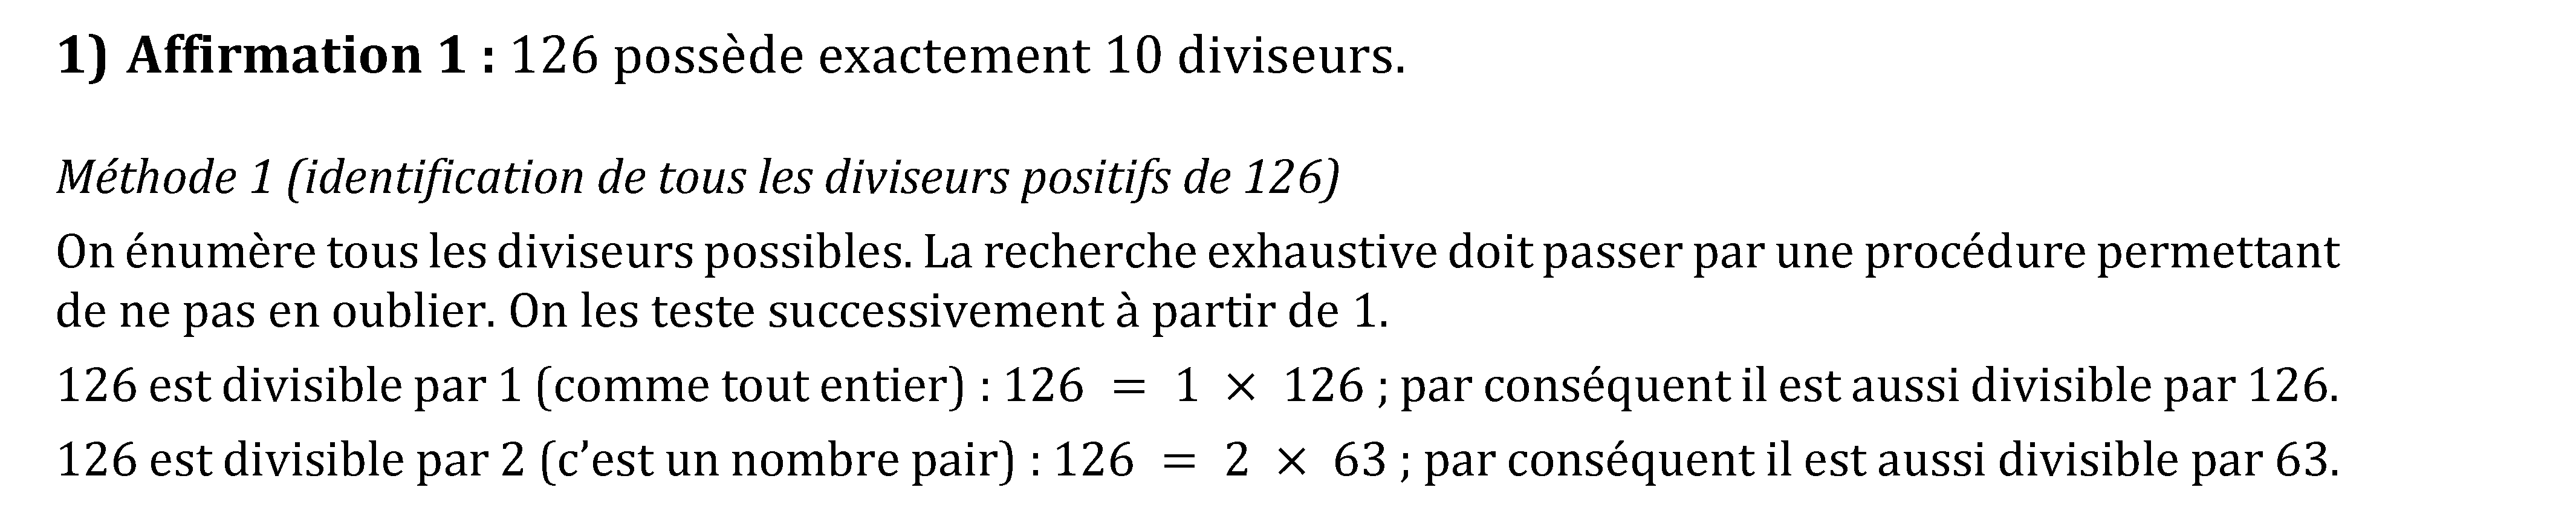 1) Affirmation 1 : 126 possède exactement 10 diviseurs.
Méthode 1 (identification de tous les diviseurs positifs de 126)
On énumère tous les diviseurs possibles. La recherche exhaustive doit passer par une procédure permettant
de ne pas en oublier. On les teste successivement à partir de 1.
126 est divisible par 1 (comme tout entier) : 126 = 1 × 126 ; par conséquent il est aussi divisible par 126.
126 est divisible par 2 (c’est un nombre pair) : 126 = 2 × 63 ; par conséquent il est aussi divisible par 63.